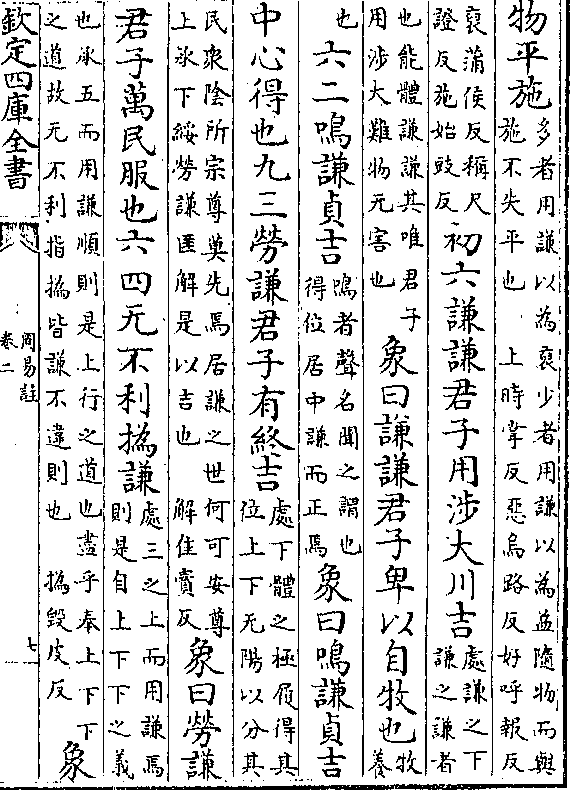 物平施多者用謙以為裒少者用謙以為益隨物而與施不失平也 上時掌反惡烏路反好呼報反
裒蒲侯反稱尺證反施始豉反初六謙謙君子用涉大川吉處謙之下謙之謙者
也能體謙謙其唯君子用涉大難物无害也象曰謙謙君子卑以自牧也牧養
也六二鳴謙貞吉鳴者聲名聞之謂也得位居中謙而正焉象曰鳴謙貞吉
中心得也九三勞謙君子有終吉處下體之極履得其位上下无陽以分其
民衆陰所宗尊莫先焉居謙之世何可安尊上承下綏勞謙匪解是以吉也 解佳賣反象曰勞謙
君子萬民服也六四无不利撝謙處三之上而用謙焉則是自上下下之義
也承五而用謙順則是上行之道也盡乎奉上下下之道故无不利 指撝皆謙不違則也 撝毀皮反象
欽定四庫全書
周易註
卷二
七